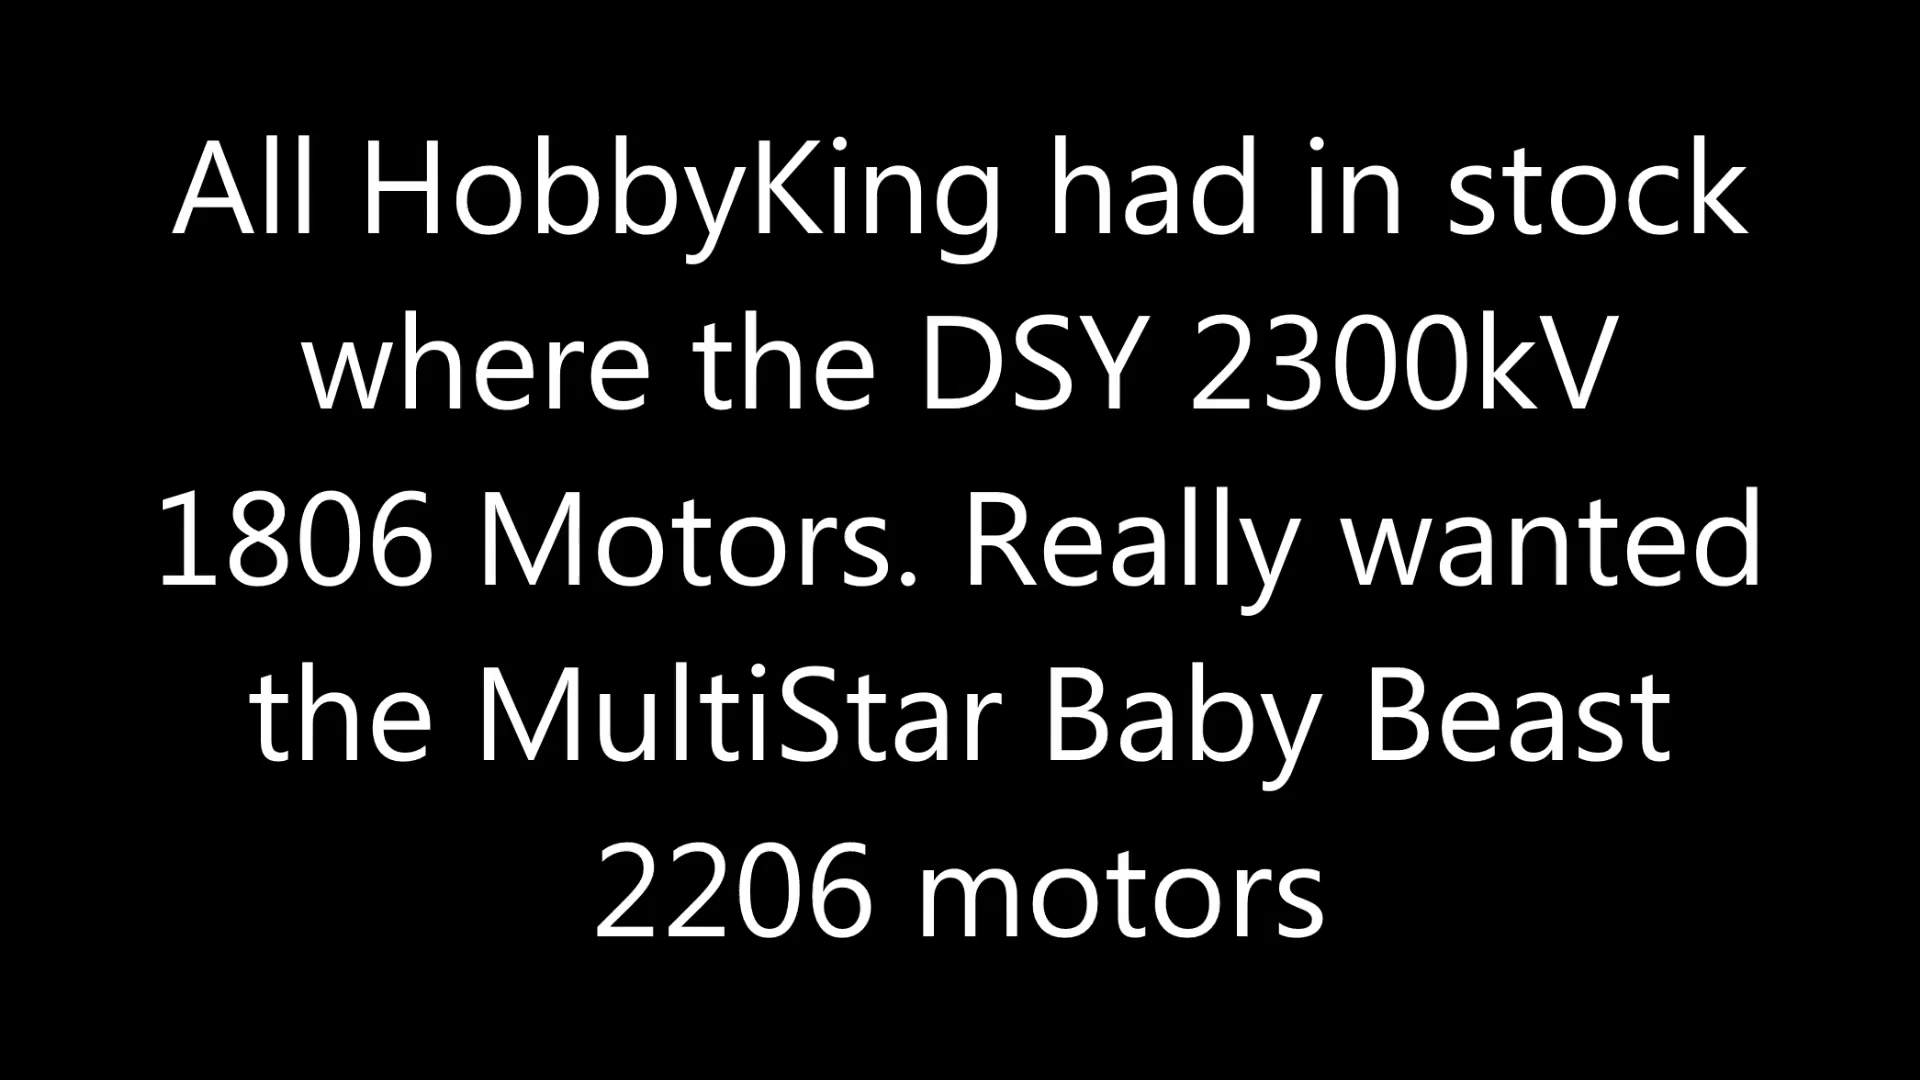 All HobbyKing had in stock
where the DSY 2300kV
1806 Motors. Really wanted
the MultiStar Baby Beast
2206 motors